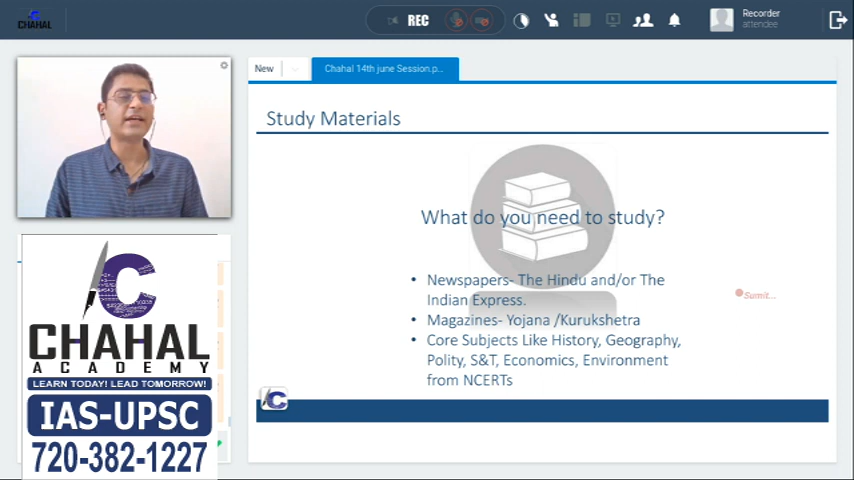 CHAHAL
REC
Recorder
attendee
New
Chahal 14th june Session.p...
Study Materials
What do you need to study?
• Newspapers- The Hindu and/or The
Indian Express.
• Magazines- Yojana /Kurukshetra
• Core Subjects Like History, Geography,
Polity, S&T, Economics, Environment
from NCERTs
Sumit...
CHAHAL
ACADEMY
LEARN TODAY! LEAD TOMORROW!
IAS-UPSC
720-382-1227